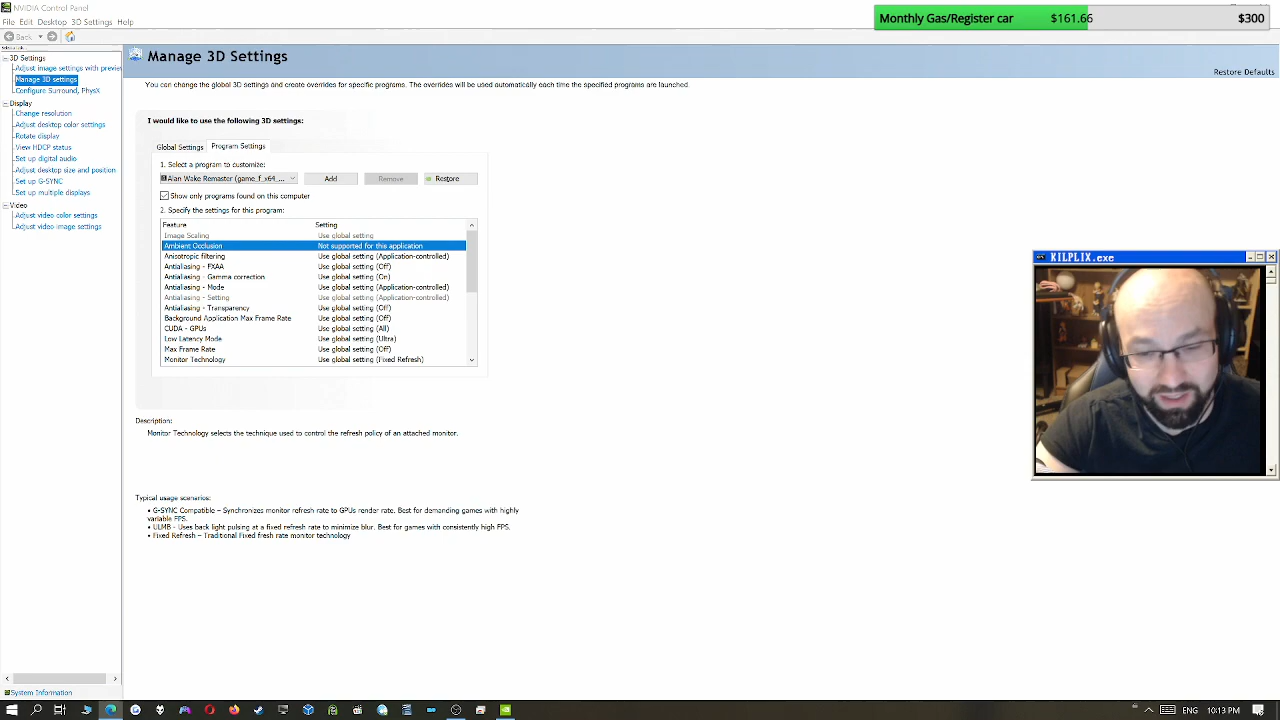 NVIDIA Control Panel
File Edit Desktop 3D Settings Help
Monthly Gas/Register car $161.66 $300
Back
3D Settings
Adjust image settings with previe
Manage 3D settings
Configure Surround, PhysX
Display
Change resolution
Adjust desktop color settings
Rotate display
View HDCP status
Set up digital audio
Adjust desktop size and position
Set up G-SYNC
Set up multiple displays
Video
Adjust video color settings
Adjust video image settings
System Information
Manage 3D Settings
Restore Defaults
You can change the global 3D settings and create overrides for specific programs. The overrides will be used automatically each time the specified programs are launched.
I would like to use the following 3D settings:
Global Settings Program Settings
1. Select a program to customize:
Alan Wake Remaster (game_f_x64_... Add Remove Restore
Show only programs found on this computer
2. Specify the settings for this program:
Feature Setting
Image Scaling Use global setting
Ambient Occlusion Not supported for this application
Anisotropic filtering Use global setting (Application-controlled)
Antialiasing - FXAA Use global setting (Off)
Antialiasing - Gamma correction Use global setting (On)
Antialiasing - Mode Use global setting (Application-controlled)
Antialiasing - Setting Use global setting (Application-controlled)
Antialiasing - Transparency Use global setting (Off)
Background Application Max Frame Rate Use global setting (Off)
CUDA - GPUs Use global setting (All)
Low Latency Mode Use global setting (Ultra)
Max Frame Rate Use global setting (Off)
Monitor Technology Use global setting (Fixed Refresh)
Description:
Monitor Technology selects the technique used to control the refresh policy of an attached monitor.
Typical usage scenarios:
• G-SYNC Compatible – Synchronizes monitor refresh rate to GPUs render rate. Best for demanding games with highly
variable FPS.
• ULMB - Uses back light pulsing at a fixed refresh rate to minimize blur. Best for games with consistently high FPS.
• Fixed Refresh – Traditional Fixed fresh rate monitor technology
KILPLIX.exe
ENG 10:13 PM